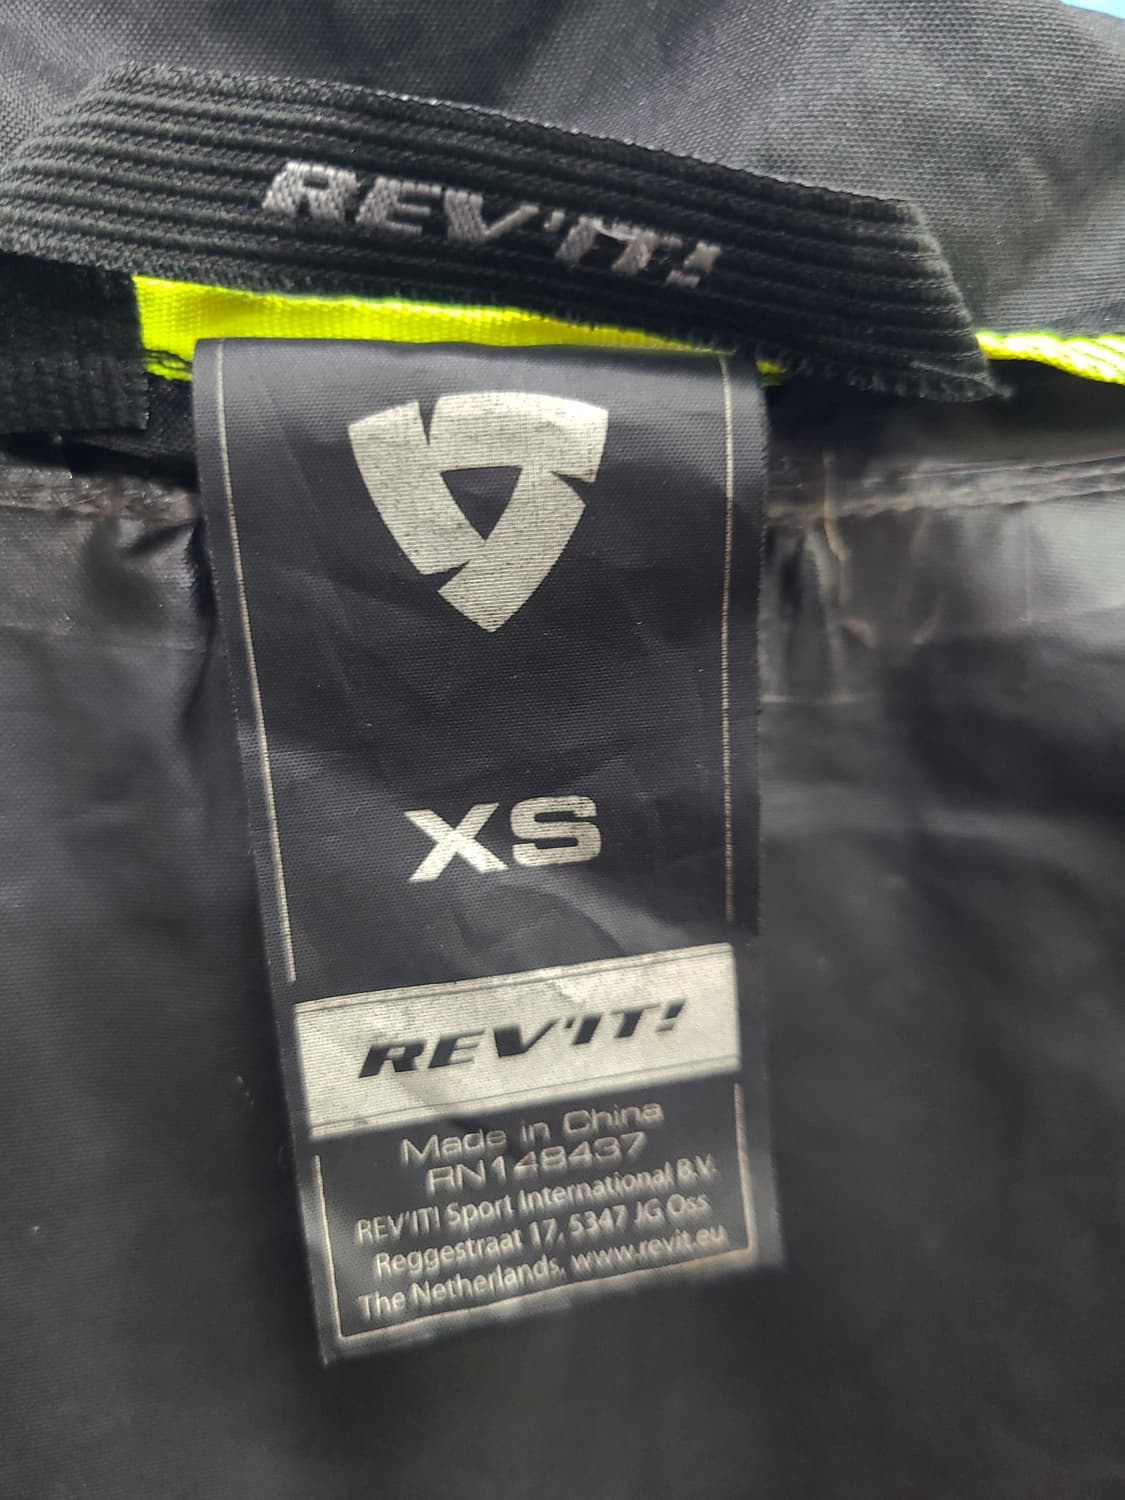 REV'IT!
XS
REV'IT!
Made in China
RN148437
REV'IT! Sport International B.V.
Reggestraat 17, 5347 JG Oss
The Netherlands, www.revit.eu